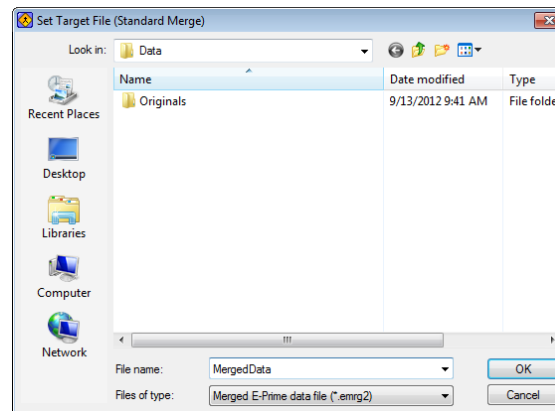 Set Target File (Standard Merge)
Look in: Data
Name Date modified Type
Originals 9/13/2012 9:41 AM File folde
Recent Places
Desktop
Libraries
Computer
Network
File name: MergedData OK
Files of type: Merged E-Prime data file (*.emrg2) Cancel